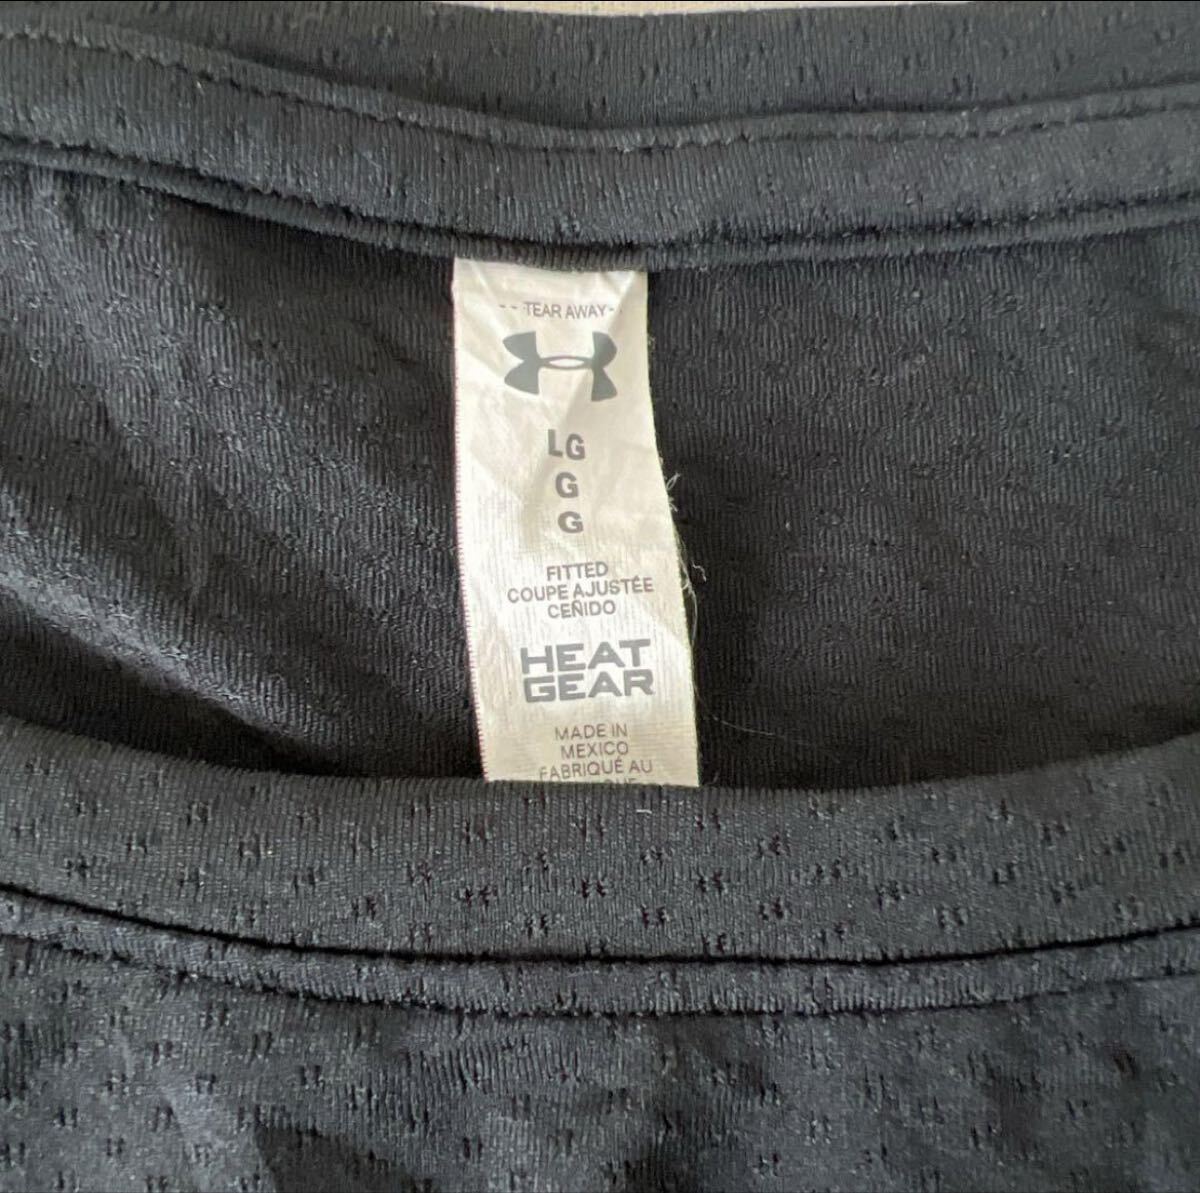 - - TEAR AWAY -
LG
G
G
FITTED
COUPE AJUSTÉE
CEÑIDO
HEAT
GEAR
MADE IN
MEXICO
FABRIQUÉ AU